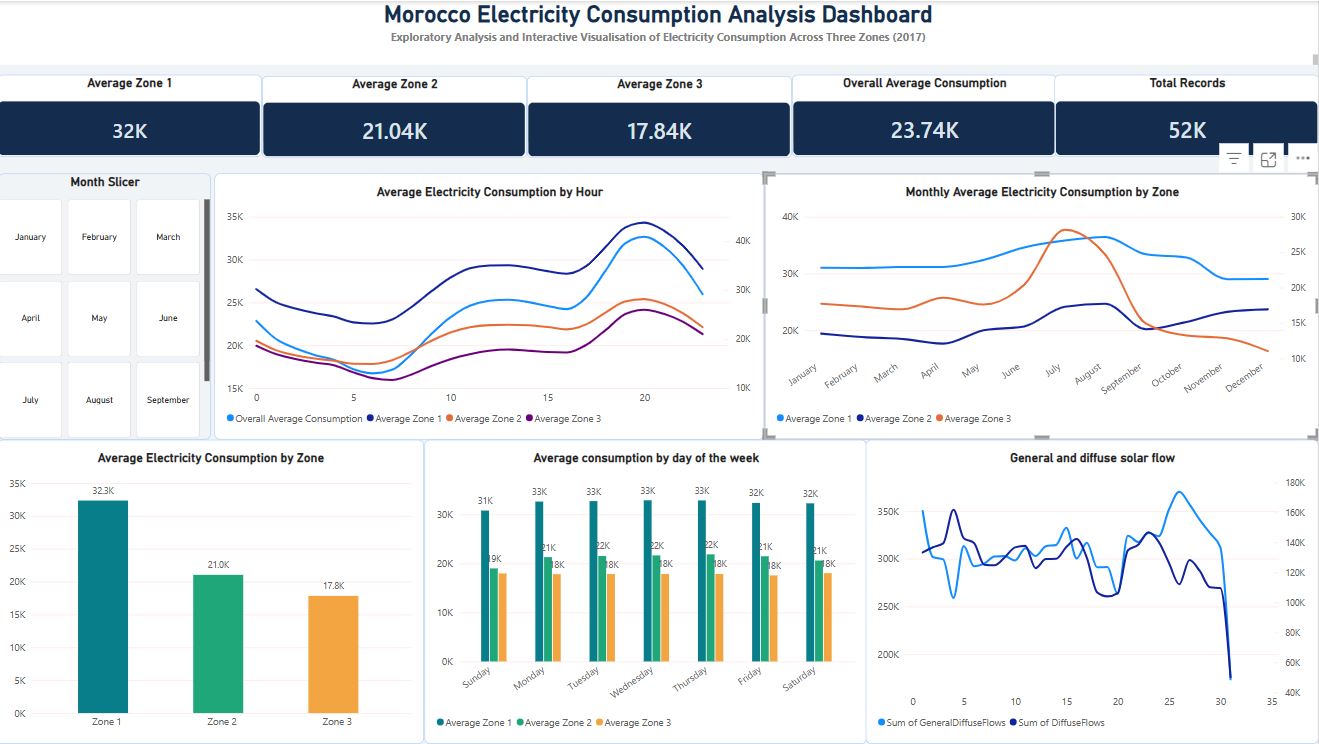 Morocco Electricity Consumption Analysis Dashboard
Exploratory Analysis and Interactive Visualisation of Electricity Consumption Across Three Zones (2017)
Average Zone 1
32K
Average Zone 2
21.04K
Average Zone 3
17.84K
Overall Average Consumption
23.74K
Total Records
52K
Month Slicer
January February March
April May June
July August September
Average Electricity Consumption by Hour
35K
30K
25K
20K
15K
40K
30K
20K
10K
0 5 10 15 20
Overall Average Consumption Average Zone 1 Average Zone 2 Average Zone 3
Monthly Average Electricity Consumption by Zone
40K
30K
20K
30K
25K
20K
15K
10K
January February March April May June July August September October November December
Average Zone 1 Average Zone 2 Average Zone 3
Average Electricity Consumption by Zone
35K
30K
25K
20K
15K
10K
5K
0K
32.3K
21.0K
17.8K
Zone 1 Zone 2 Zone 3
Average consumption by day of the week
30K
20K
10K
0K
31K 33K 33K 33K 33K 32K 32K
19K 21K 22K 22K 22K 21K 21K
18K 18K 18K 18K 18K 18K
Sunday Monday Tuesday Wednesday Thursday Friday Saturday
Average Zone 1 Average Zone 2 Average Zone 3
General and diffuse solar flow
350K
300K
250K
200K
180K
160K
140K
120K
100K
80K
60K
40K
0 5 10 15 20 25 30 35
Sum of GeneralDiffuseFlows Sum of DiffuseFlows